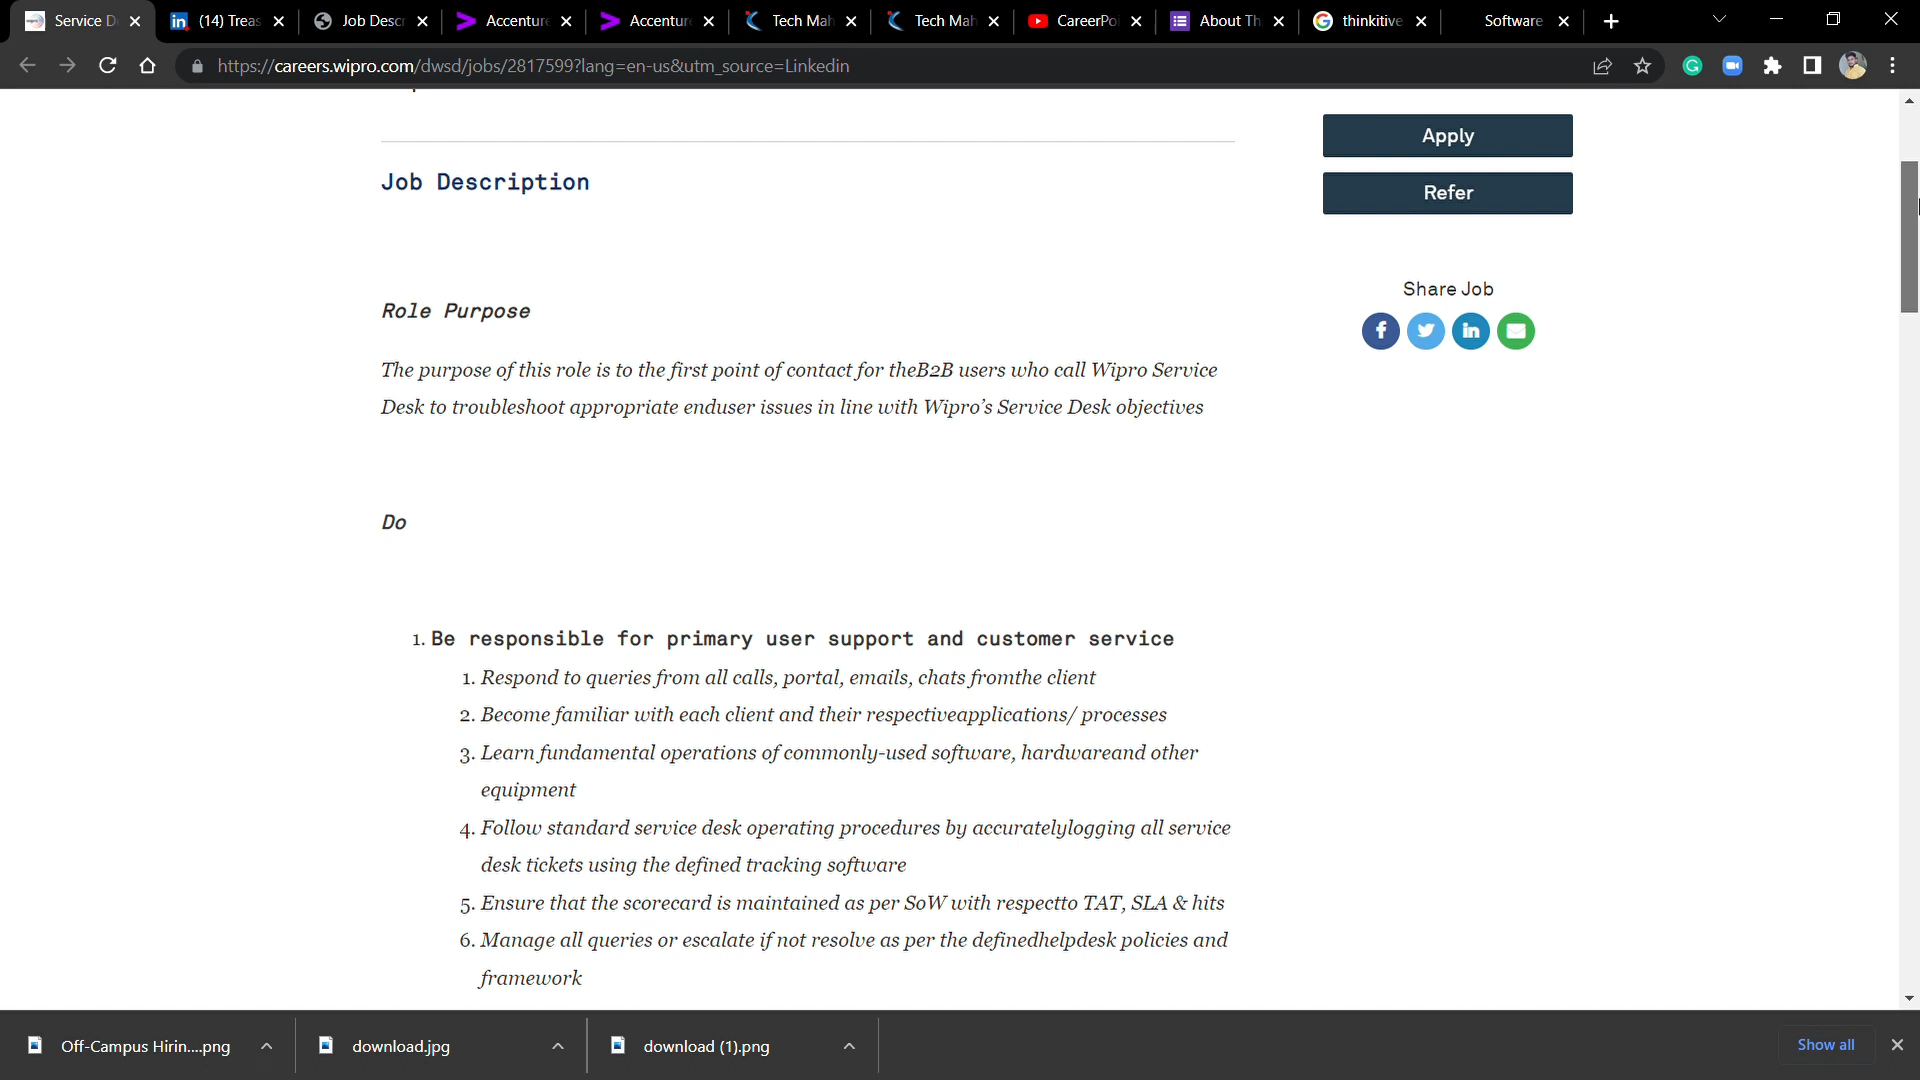 Service D
(14) Treas
Job Descr
Accenture
Accenture
Tech Mah
Tech Mah
CareerPo
About Th
thinkitive
Software
https://careers.wipro.com/dwsd/jobs/2817599?lang=en-us&utm_source=Linkedin
Apply
Refer
Share Job
Job Description
Role Purpose
The purpose of this role is to the first point of contact for theB2B users who call Wipro Service
Desk to troubleshoot appropriate enduser issues in line with Wipro's Service Desk objectives
Do
1. Be responsible for primary user support and customer service
1. Respond to queries from all calls, portal, emails, chats fromthe client
2. Become familiar with each client and their respectiveapplications/ processes
3. Learn fundamental operations of commonly-used software, hardwareand other
equipment
4. Follow standard service desk operating procedures by accuratelylogging all service
desk tickets using the defined tracking software
5. Ensure that the scorecard is maintained as per SoW with respectto TAT, SLA & hits
6. Manage all queries or escalate if not resolve as per the definedhelpdesk policies and
framework
Off-Campus Hirin....png
download.jpg
download (1).png
Show all